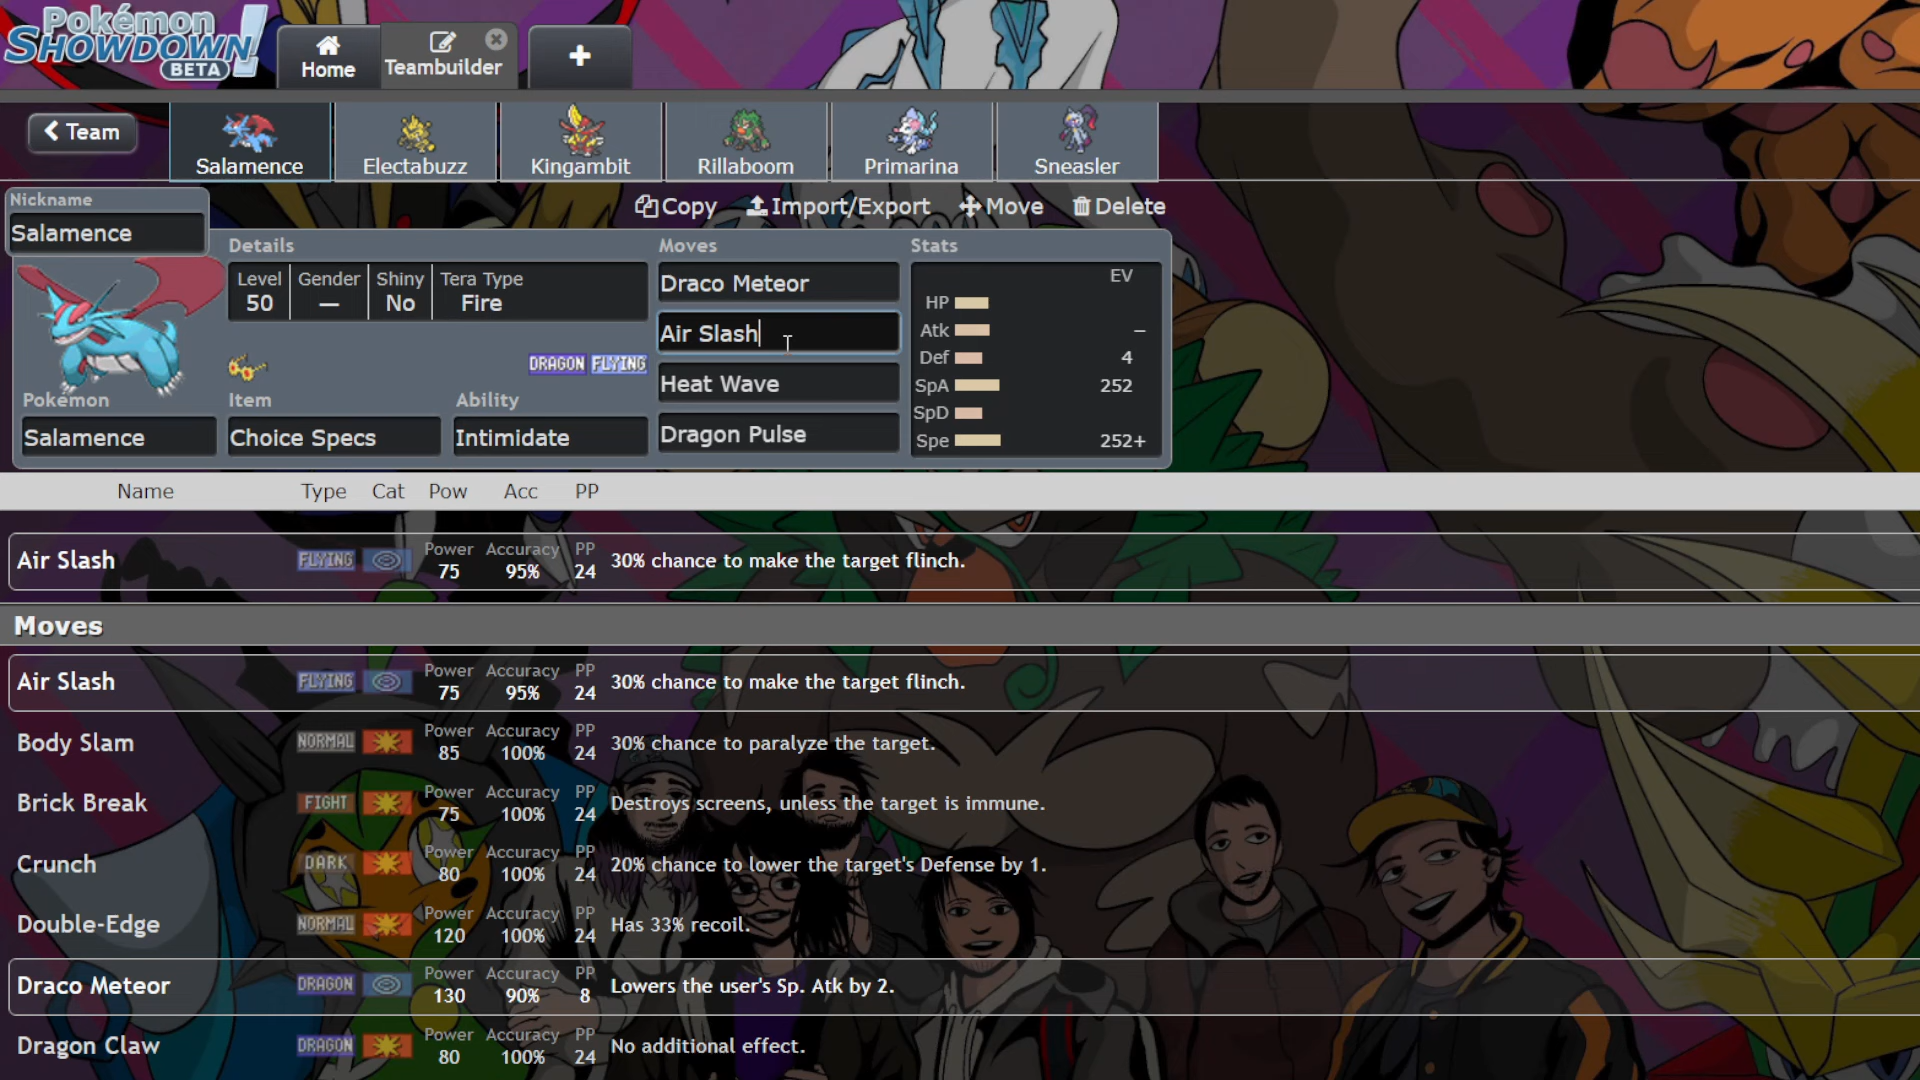 Pokémon
SHOWDOWN!
BETA
Home
Teambuilder
+
Team
Salamence
Electabuzz
Kingambit
Rillaboom
Primarina
Sneasler
Nickname
Salamence
Copy
Import/Export
Move
Delete
Details
Moves
Stats
Level
50
Gender
—
Shiny
No
Tera Type
Fire
DRAGON FLYING
Pokémon
Salamence
Item
Choice Specs
Ability
Intimidate
Draco Meteor
Air Slash
Heat Wave
Dragon Pulse
EV
HP
Atk –
Def 4
SpA 252
SpD
Spe 252+
Name Type Cat Pow Acc PP
Air Slash FLYING Power 75 Accuracy 95% PP 24 30% chance to make the target flinch.
Moves
Air Slash FLYING Power 75 Accuracy 95% PP 24 30% chance to make the target flinch.
Body Slam NORMAL Power 85 Accuracy 100% PP 24 30% chance to paralyze the target.
Brick Break FIGHT Power 75 Accuracy 100% PP 24 Destroys screens, unless the target is immune.
Crunch DARK Power 80 Accuracy 100% PP 24 20% chance to lower the target's Defense by 1.
Double-Edge NORMAL Power 120 Accuracy 100% PP 24 Has 33% recoil.
Draco Meteor DRAGON Power 130 Accuracy 90% PP 8 Lowers the user's Sp. Atk by 2.
Dragon Claw DRAGON Power 80 Accuracy 100% PP 24 No additional effect.